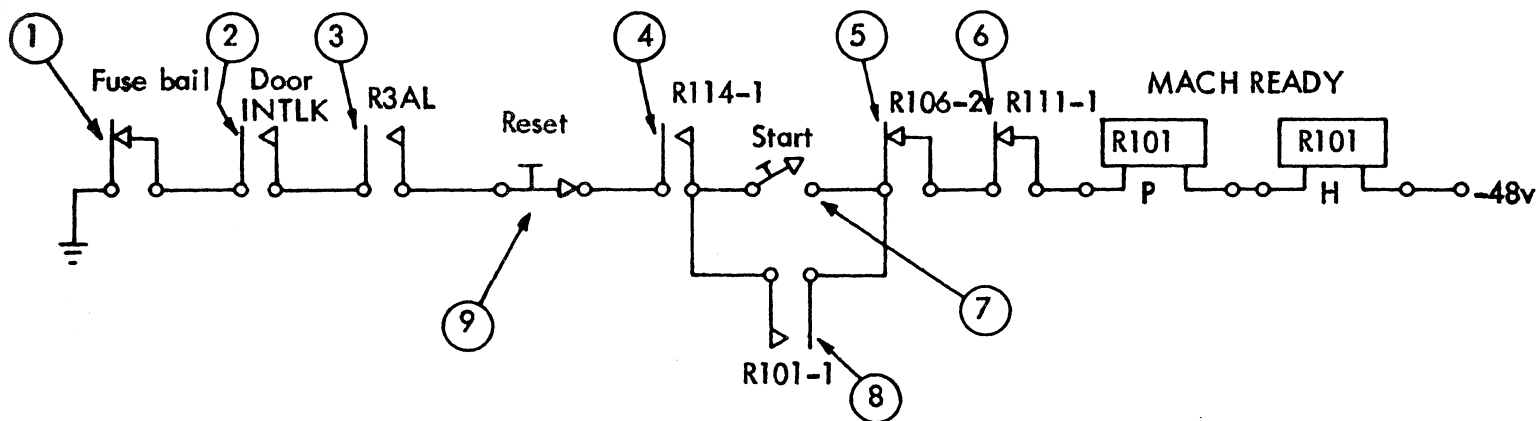 1
2
3
4
5
6
Fuse bail
Door
INTLK
R3AL
Reset
R114-1
Start
R106-2
R111-1
MACH READY
R101
R101
P
H
-48v
9
7
R101-1
8